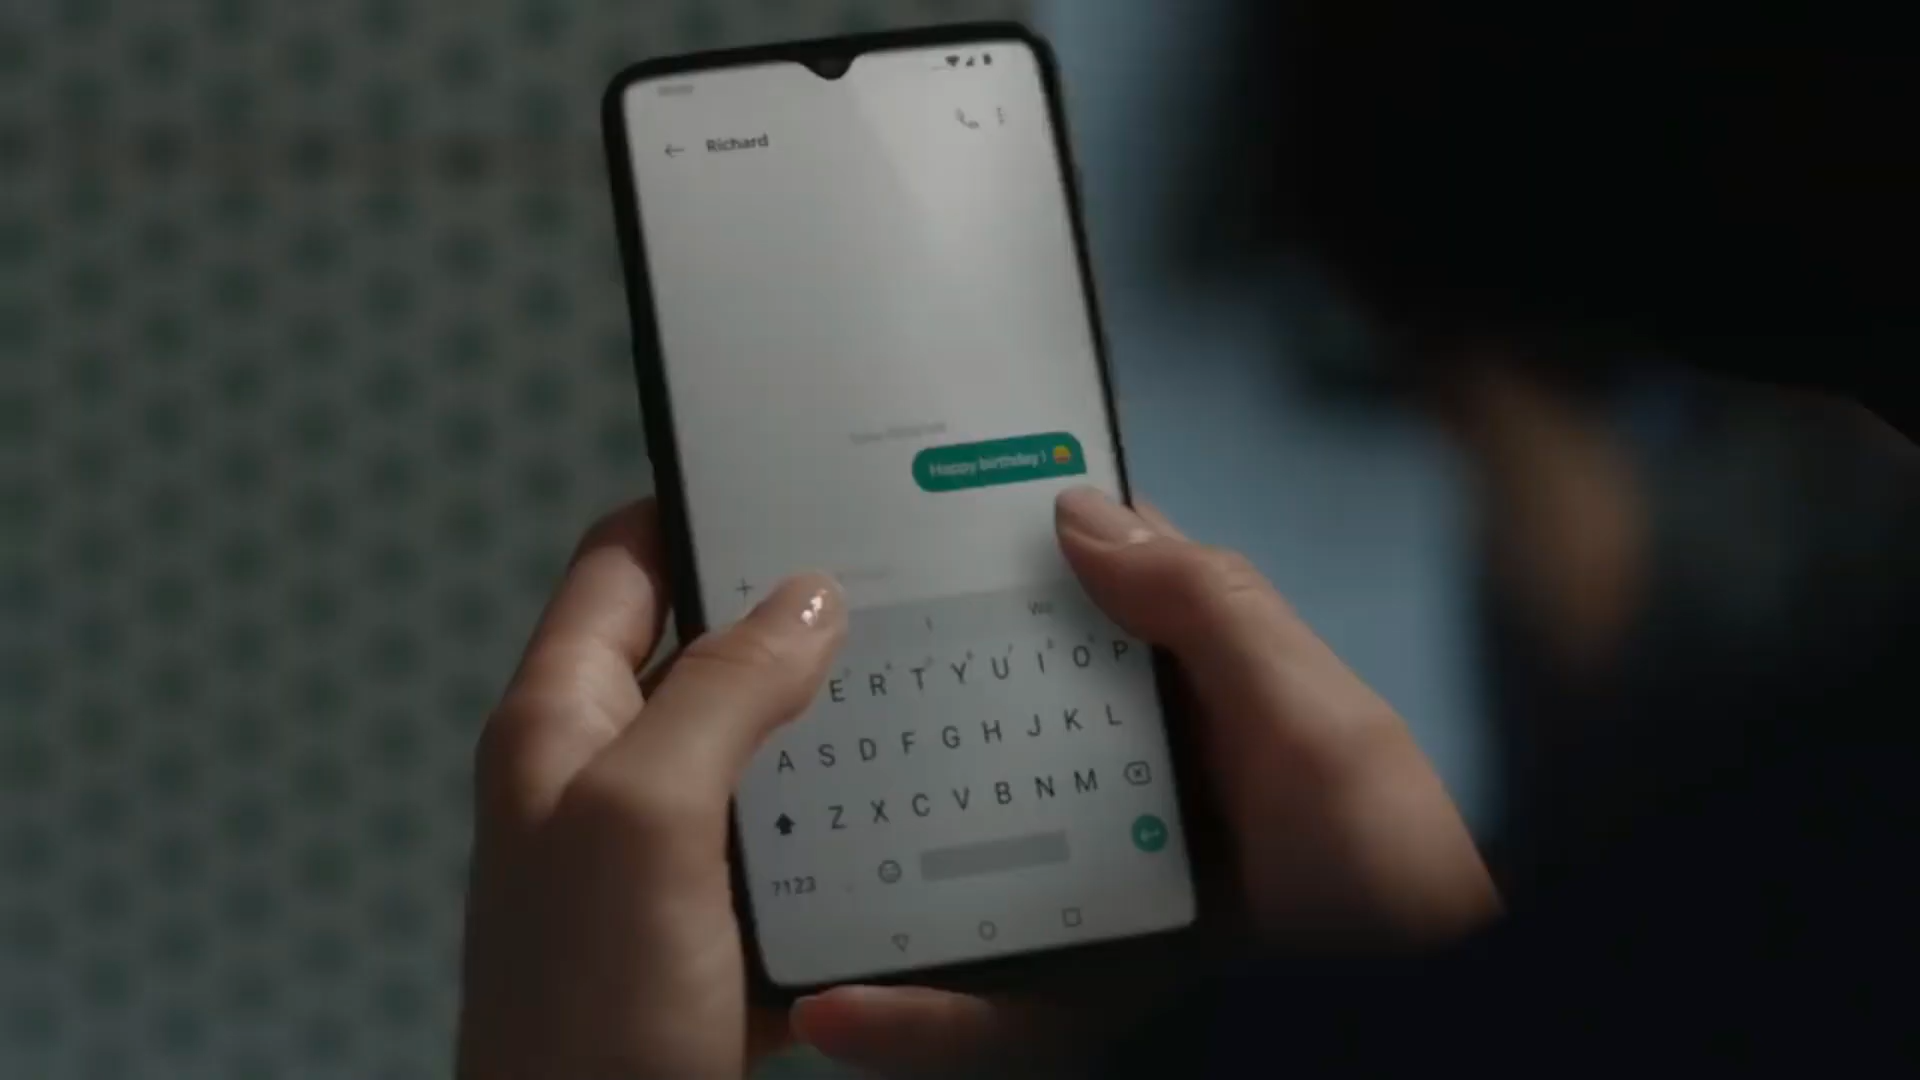 Richard
Happy birthday! 😛
E R T Y U I O P
A S D F G H J K L
Z X C V B N M
?123